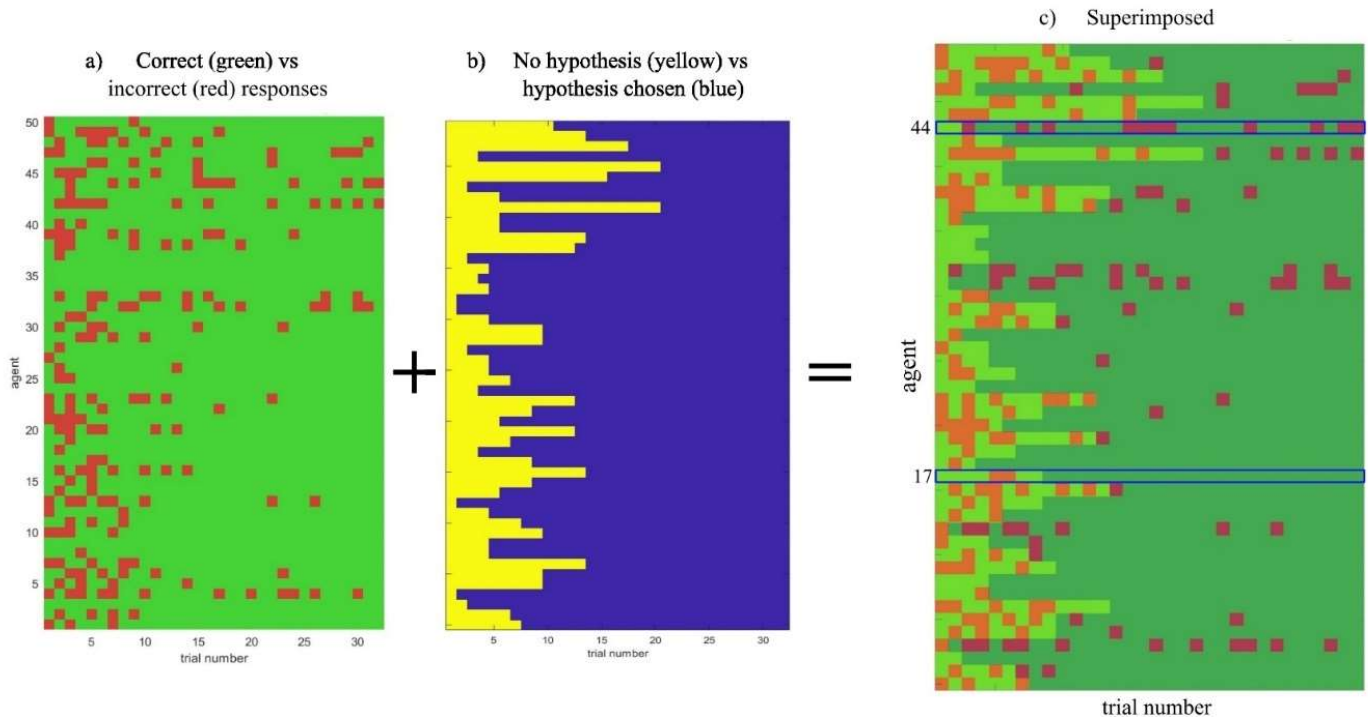 a) Correct (green) vs
incorrect (red) responses
50
45
40
35
30
25
20
15
10
5
agent
5 10 15 20 25 30
trial number
+
b) No hypothesis (yellow) vs
hypothesis chosen (blue)
5 10 15 20 25 30
trial number
=
c) Superimposed
44
17
agent
trial number